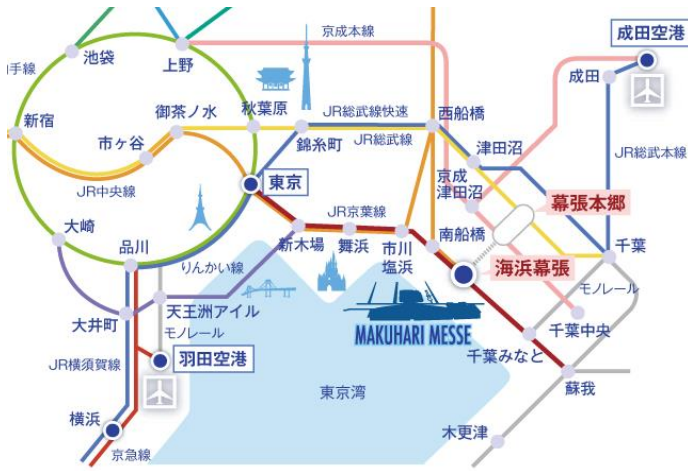 京成本線
成田空港
池袋
上野
成田
手線
新宿
御茶ノ水
秋葉原
JR総武線快速
西船橋
市ヶ谷
錦糸町
JR総武線
津田沼
JR総武本線
JR中央線
東京
京成
津田沼
幕張本郷
大崎
品川
新木場
JR京葉線
舞浜
市川
塩浜
南船橋
千葉
りんかい線
海浜幕張
モノレール
大井町
天王洲アイル
モノレール
MAKUHARI MESSE
千葉中央
千葉みなと
JR横須賀線
羽田空港
東京湾
蘇我
横浜
木更津
京急線